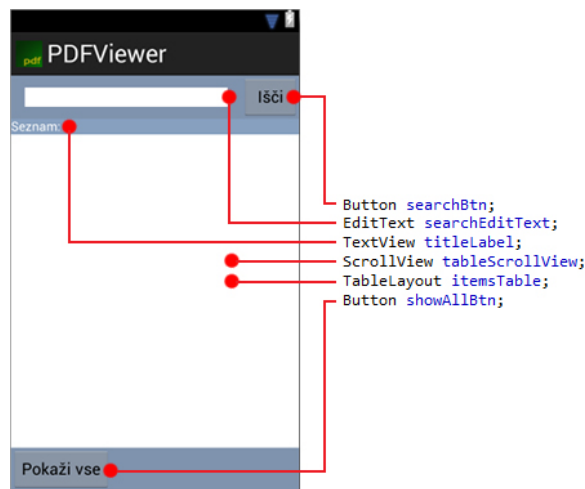 pdf PDFViewer
Išči
Seznam:
Button searchBtn;
EditText searchEditText;
TextView titleLabel;
ScrollView tableScrollView;
TableLayout itemsTable;
Button showAllBtn;
Pokaži vse